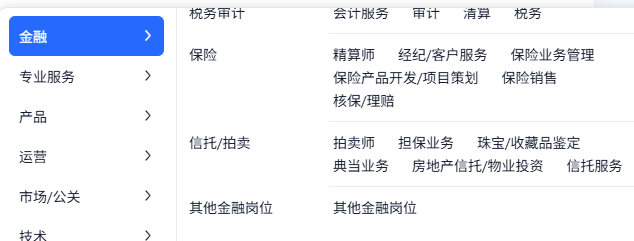 税务审计
会计服务 审计 清算 税务
金融
保险
精算师 经纪/客户服务 保险业务管理
专业服务
保险产品开发/项目策划 保险销售
核保/理赔
产品
信托/拍卖
拍卖师 担保业务 珠宝/收藏品鉴定
运营
典当业务 房地产信托/物业投资 信托服务
市场/公关
其他金融岗位
其他金融岗位
技术